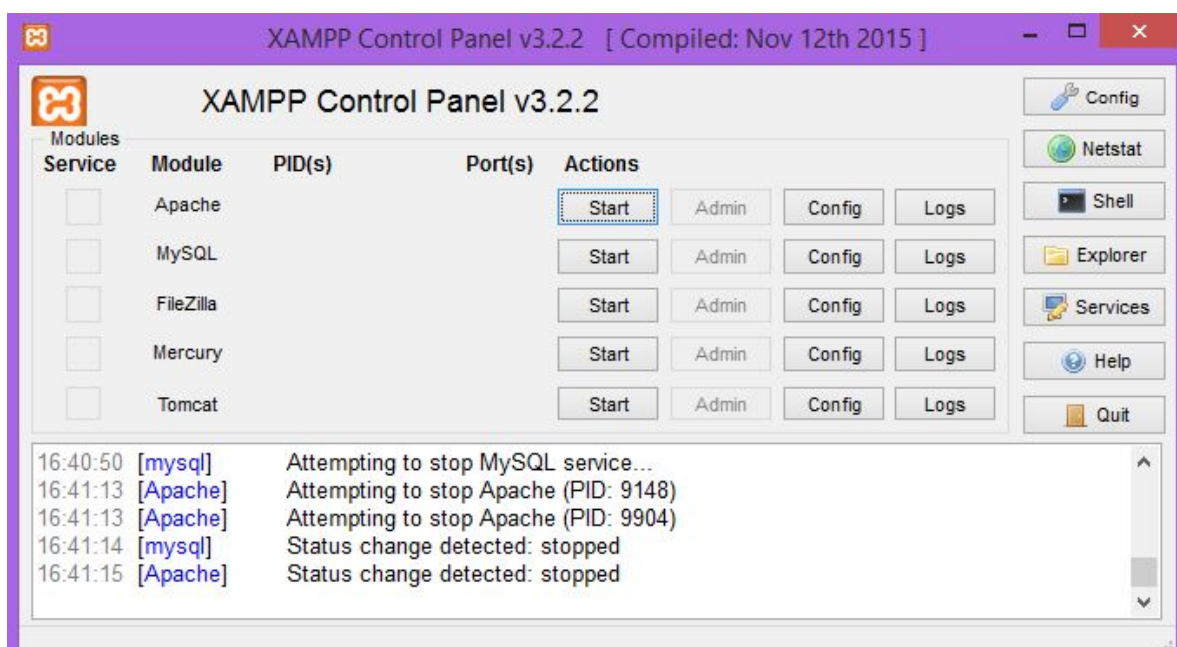 XAMPP Control Panel v3.2.2 [ Compiled: Nov 12th 2015 ]
XAMPP Control Panel v3.2.2
Config
Modules
Netstat
Service Module PID(s) Port(s) Actions
Apache Start Admin Config Logs
Shell
MySQL Start Admin Config Logs
Explorer
FileZilla Start Admin Config Logs
Services
Mercury Start Admin Config Logs
Help
Tomcat Start Admin Config Logs
Quit
16:40:50 [mysql] Attempting to stop MySQL service...
16:41:13 [Apache] Attempting to stop Apache (PID: 9148)
16:41:13 [Apache] Attempting to stop Apache (PID: 9904)
16:41:14 [mysql] Status change detected: stopped
16:41:15 [Apache] Status change detected: stopped